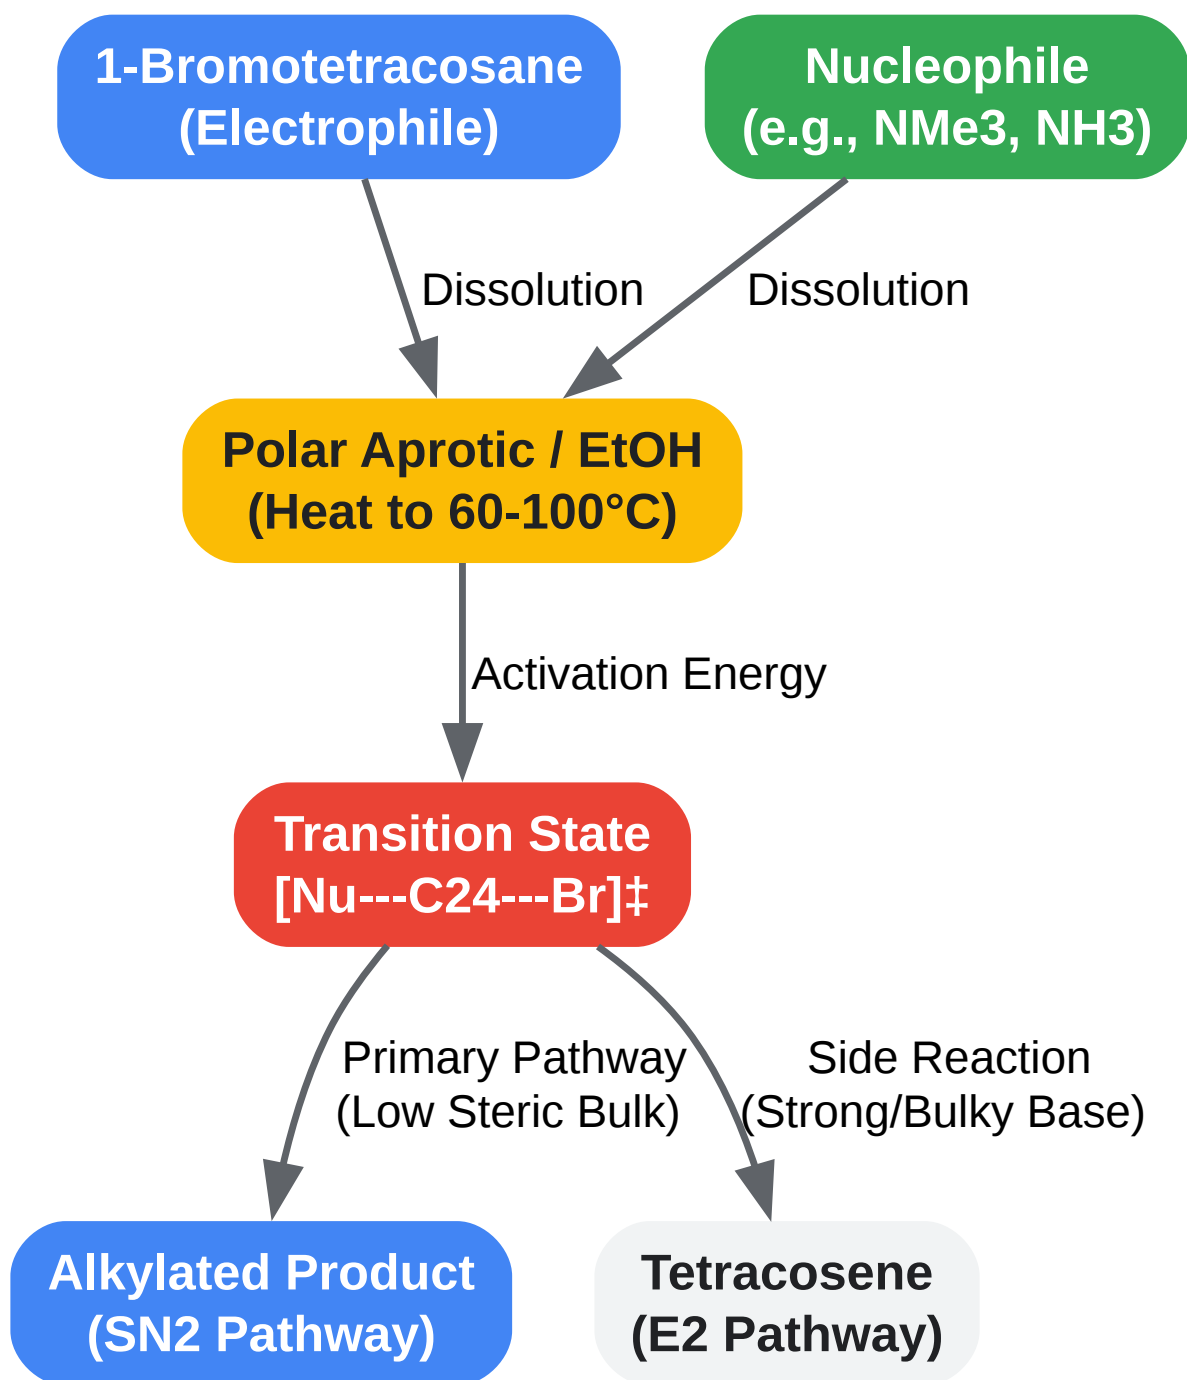 1-Bromotetracosane
(Electrophile)
Nucleophile
(e.g., NMe3, NH3)
Dissolution
Dissolution
Polar Aprotic / EtOH
(Heat to 60-100°C)
Activation Energy
Transition State
[Nu---C24---Br]‡
Primary Pathway
(Low Steric Bulk)
Side Reaction
(Strong/Bulky Base)
Alkylated Product
(SN2 Pathway)
Tetracosene
(E2 Pathway)